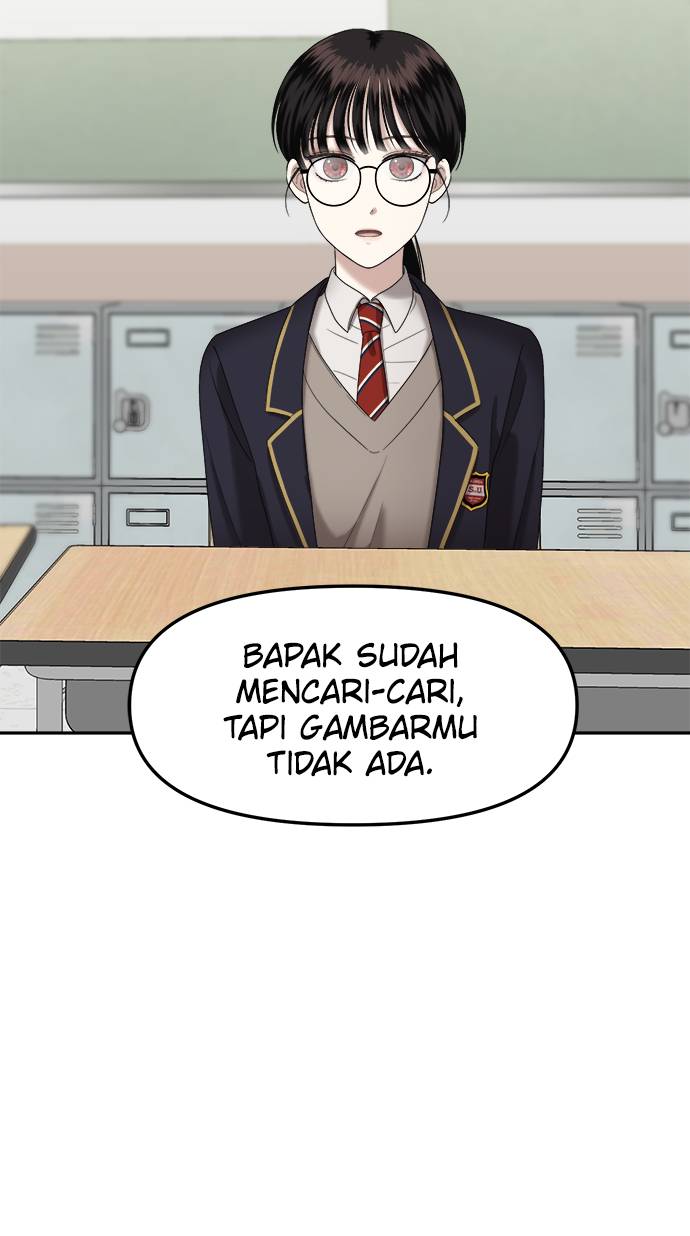 BAPAK SUDAH
MENCARI-CARI,
TAPI GAMBARMU
TIDAK ADA.
S.U